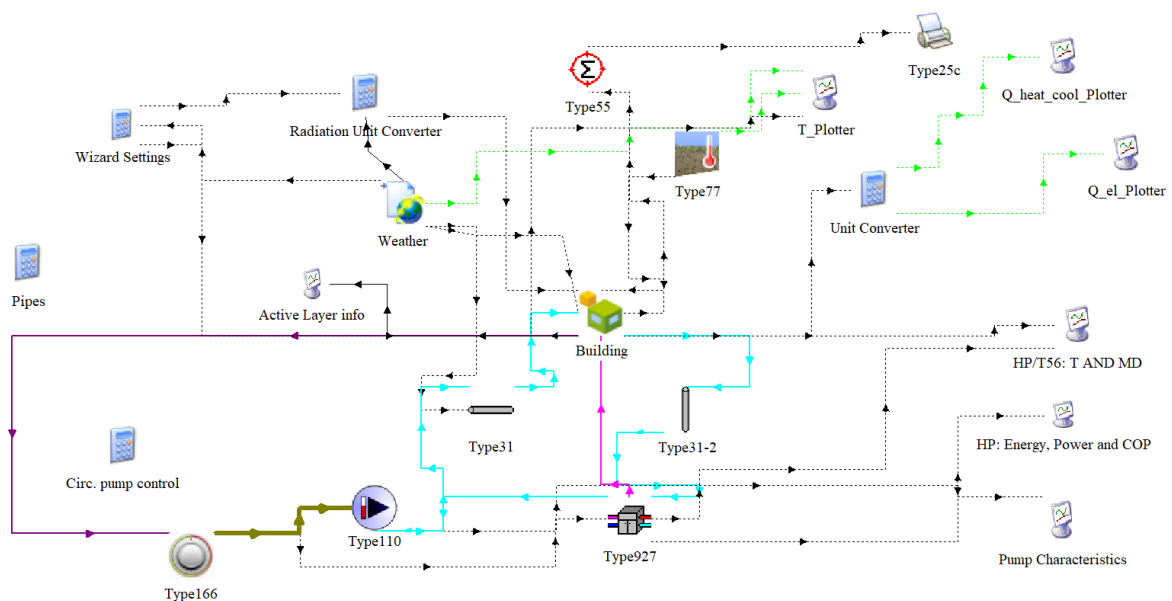 Type25c
Q_heat_cool_Plotter
Type55
T_Plotter
Radiation Unit Converter
Wizard Settings
Type77
Q_el_Plotter
Unit Converter
Weather
Pipes
Active Layer info
Building
HP/T56: T AND MD
Type31
Type31-2
HP: Energy, Power and COP
Circ. pump control
Type110
Type927
Pump Characteristics
Type166